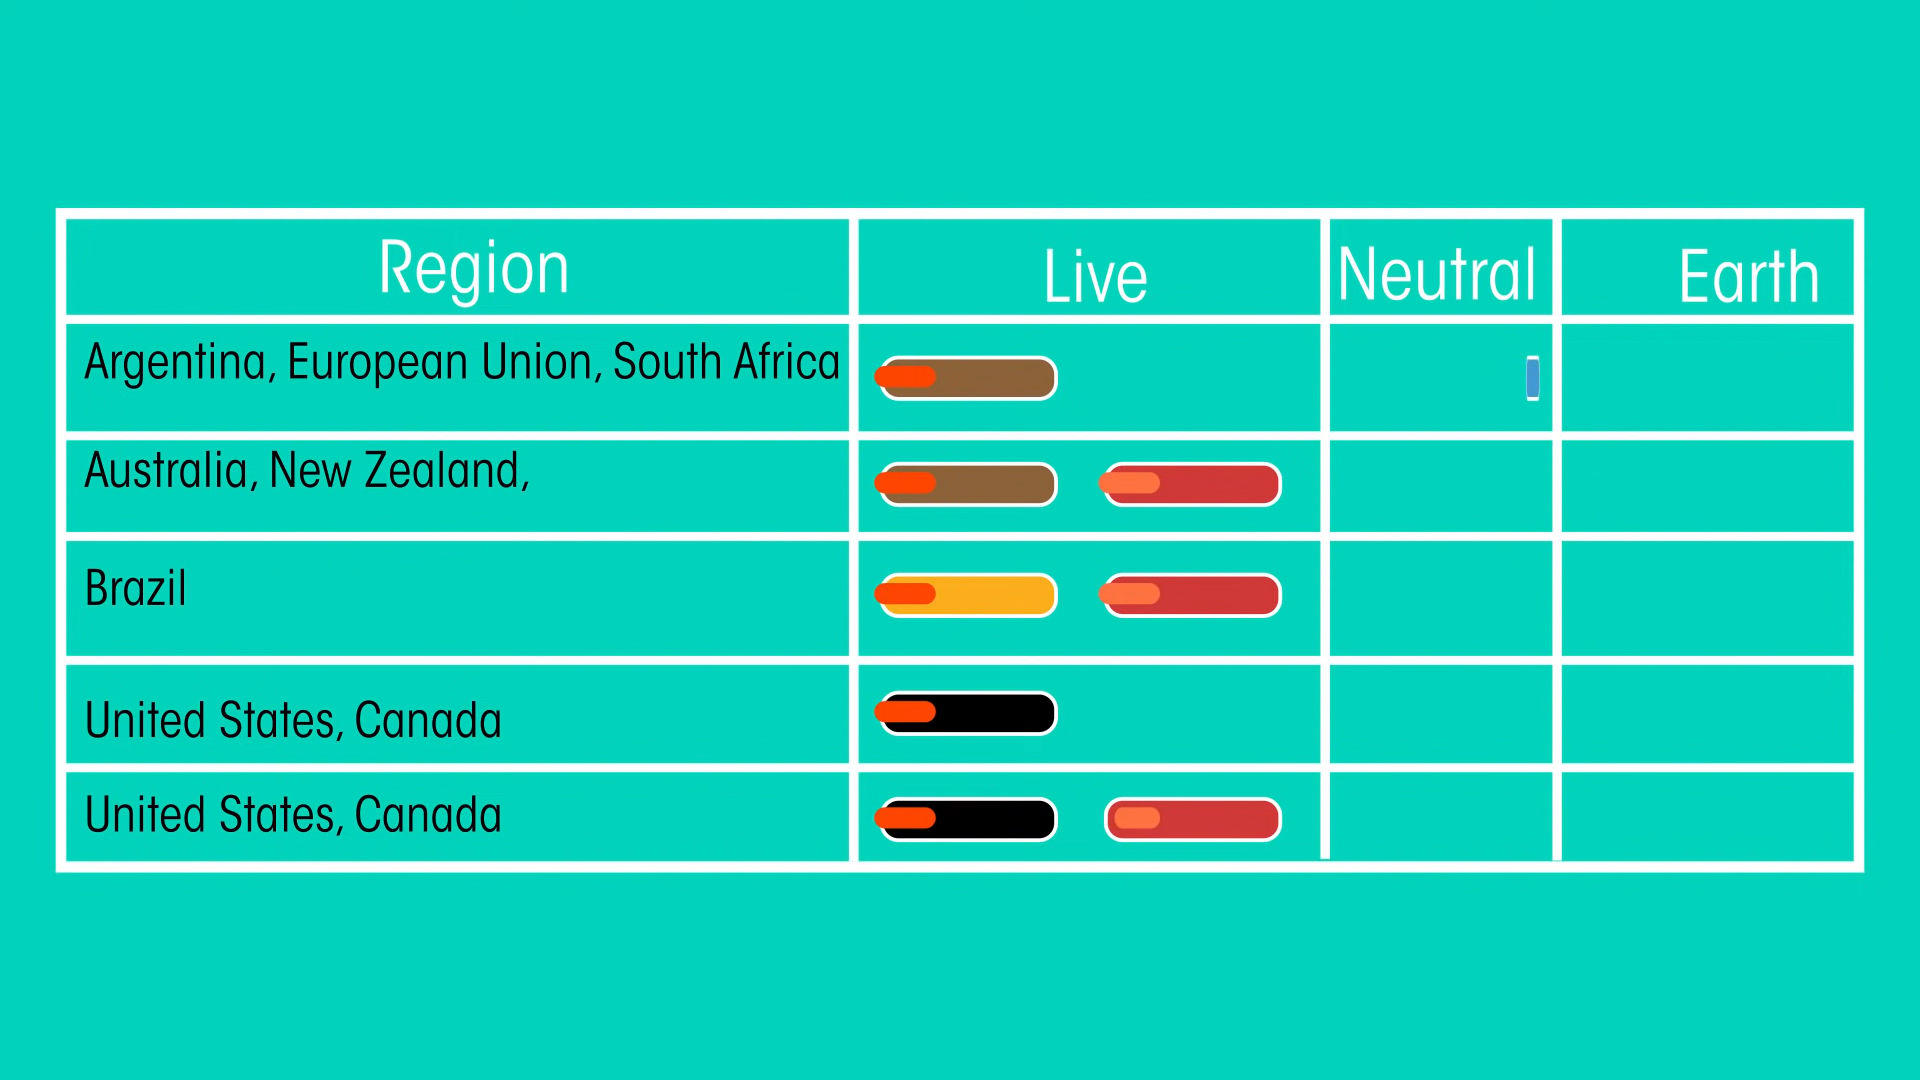 Region Live Neutral Earth
Argentina, European Union, South Africa
Australia, New Zealand,
Brazil
United States, Canada
United States, Canada